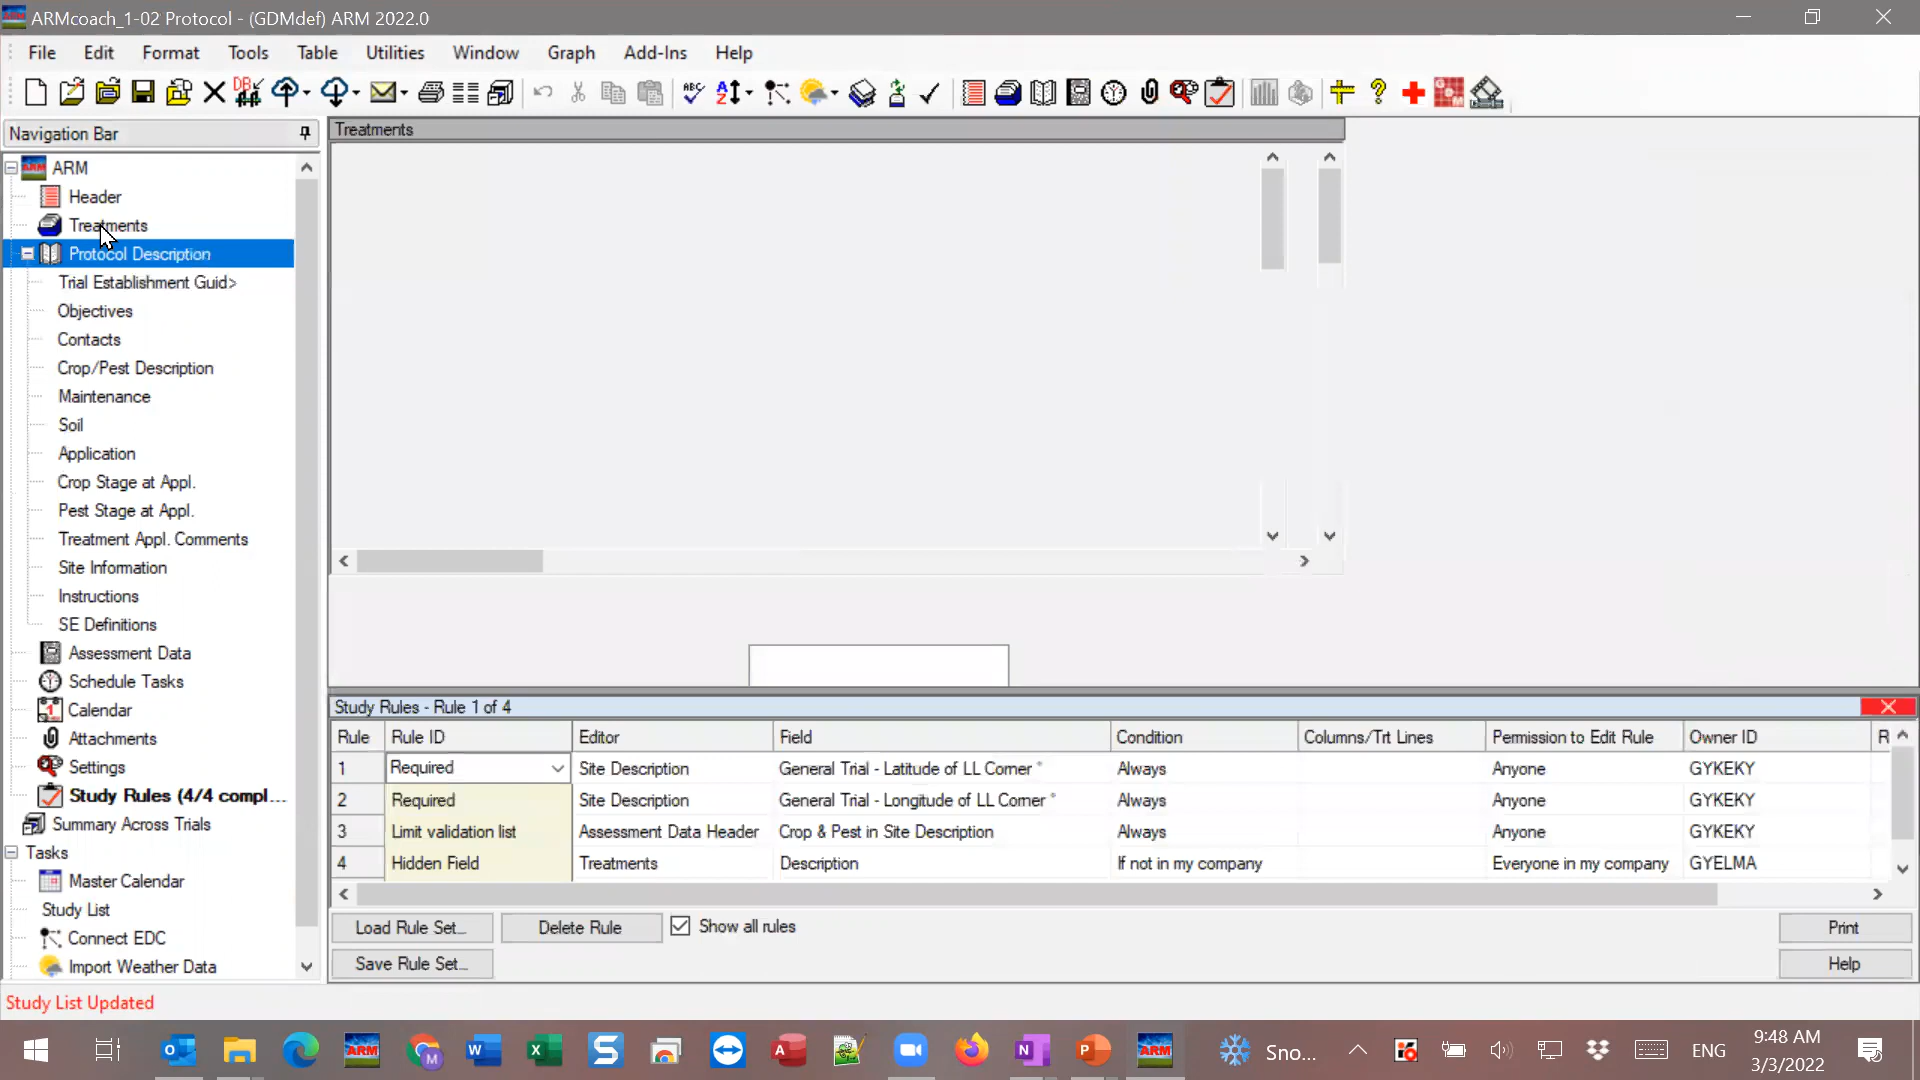 ARMcoach_1-02 Protocol - (GDMdef) ARM 2022.0
File Edit Format Tools Table Utilities Window Graph Add-Ins Help
Navigation Bar
ARM
Header
Treatments
Protocol Description
Trial Establishment Guid>
Objectives
Contacts
Crop/Pest Description
Maintenance
Soil
Application
Crop Stage at Appl.
Pest Stage at Appl.
Treatment Appl. Comments
Site Information
Instructions
SE Definitions
Assessment Data
Schedule Tasks
Calendar
Attachments
Settings
Study Rules (4/4 compl...
Summary Across Trials
Tasks
Master Calendar
Study List
Connect EDC
Import Weather Data
Treatments
Study Rules - Rule 1 of 4
Rule Rule ID Editor Field Condition Columns/Trt Lines Permission to Edit Rule Owner ID R
1 Required Site Description General Trial - Latitude of LL Corner * Always Anyone GYKEKY
2 Required Site Description General Trial - Longitude of LL Corner * Always Anyone GYKEKY
3 Limit validation list Assessment Data Header Crop & Pest in Site Description Always Anyone GYKEKY
4 Hidden Field Treatments Description If not in my company Everyone in my company GYELMA
Load Rule Set... Delete Rule Show all rules Print
Save Rule Set... Help
Study List Updated
Sno... ENG 9:48 AM
3/3/2022